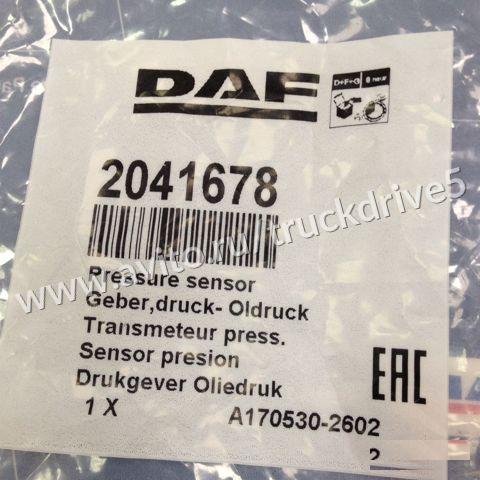 DAF
2041678
www.avito.ru truckdrive5
Pressure sensor
Geber,druck- Oldruck
Transmeteur press.
Sensor presion
Drukgever Oliedruk
EAC
1 X
A170530-2602
2